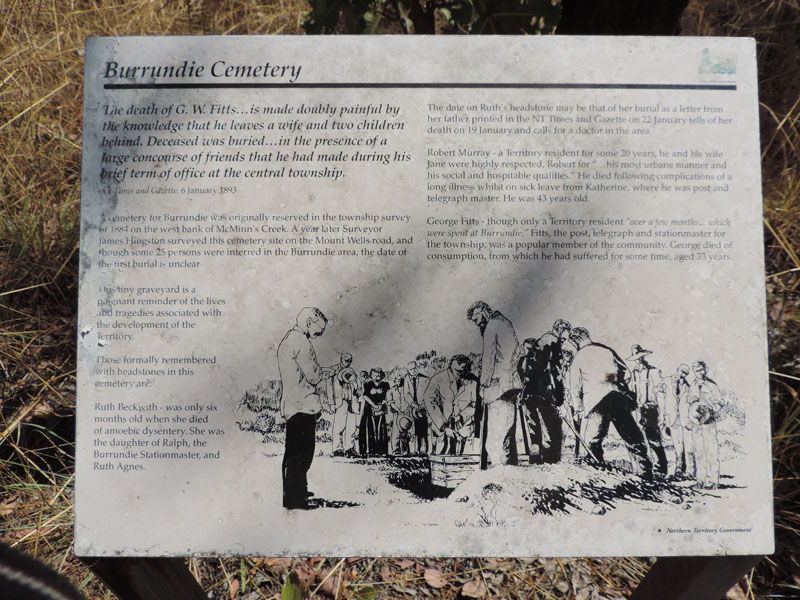 Burrundie Cemetery
The death of G. W. Fitts...is made doubly painful by
the knowledge that he leaves a wife and two children
behind. Deceased was buried...in the presence of a
large concourse of friends that he had made during his
brief term of office at the central township.
Times and Gazette. 6 January 1893
A cemetery for Burrundie was originally reserved in the township survey
of 1884 on the west bank of McMinn's Creek. A year later Surveyor
James Hingston surveyed this cemetery site on the Mount Wells road, and
though some 25 persons were interred in the Burrundie area, the date of
the first burial is unclear.
This tiny graveyard is a
poignant reminder of the lives
and tragedies associated with
the development of the
Territory.
Those formally remembered
with headstones in this
cemetery are:
Ruth Beckwith - was only six
months old when she died
of amoebic dysentery. She was
the daughter of Ralph, the
Burrundie Stationmaster, and
Ruth Agnes.
The date on Ruth's headstone may be that of her burial as a letter from
her father printed in the NT Times and Gazette on 22 January tells of her
death on 19 January and calls for a doctor in the area.
Robert Murray - a Territory resident for some 20 years, he and his wife
Jane were highly respected, Robert for "...his most urbane manner and
his social and hospitable qualities." He died following complications of a
long illness whilst on sick leave from Katherine, where he was post and
telegraph master. He was 43 years old.
George Fitts - though only a Territory resident "over a few months... which
were spent at Burrundie," Fitts, the post, telegraph and stationmaster for
the township, was a popular member of the community. George died of
consumption, from which he had suffered for some time, aged 33 years.
Northern Territory Government